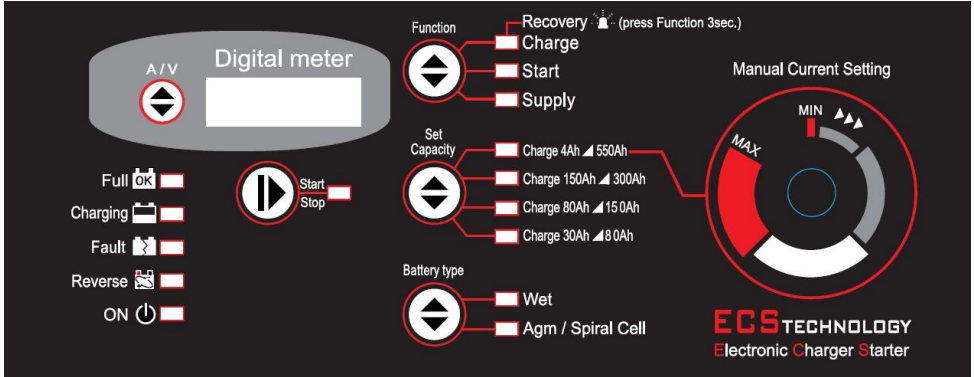 A / V
Digital meter
Full OK
Charging
Fault
Reverse
ON
Start
Stop
Function
Recovery (press Function 3sec.)
Charge
Start
Supply
Set
Capacity
Charge 4Ah 550Ah
Charge 150Ah 300Ah
Charge 80Ah 150Ah
Charge 30Ah 80Ah
Battery type
Wet
Agm / Spiral Cell
Manual Current Setting
MIN
MAX
ECS TECHNOLOGY
Electronic Charger Starter